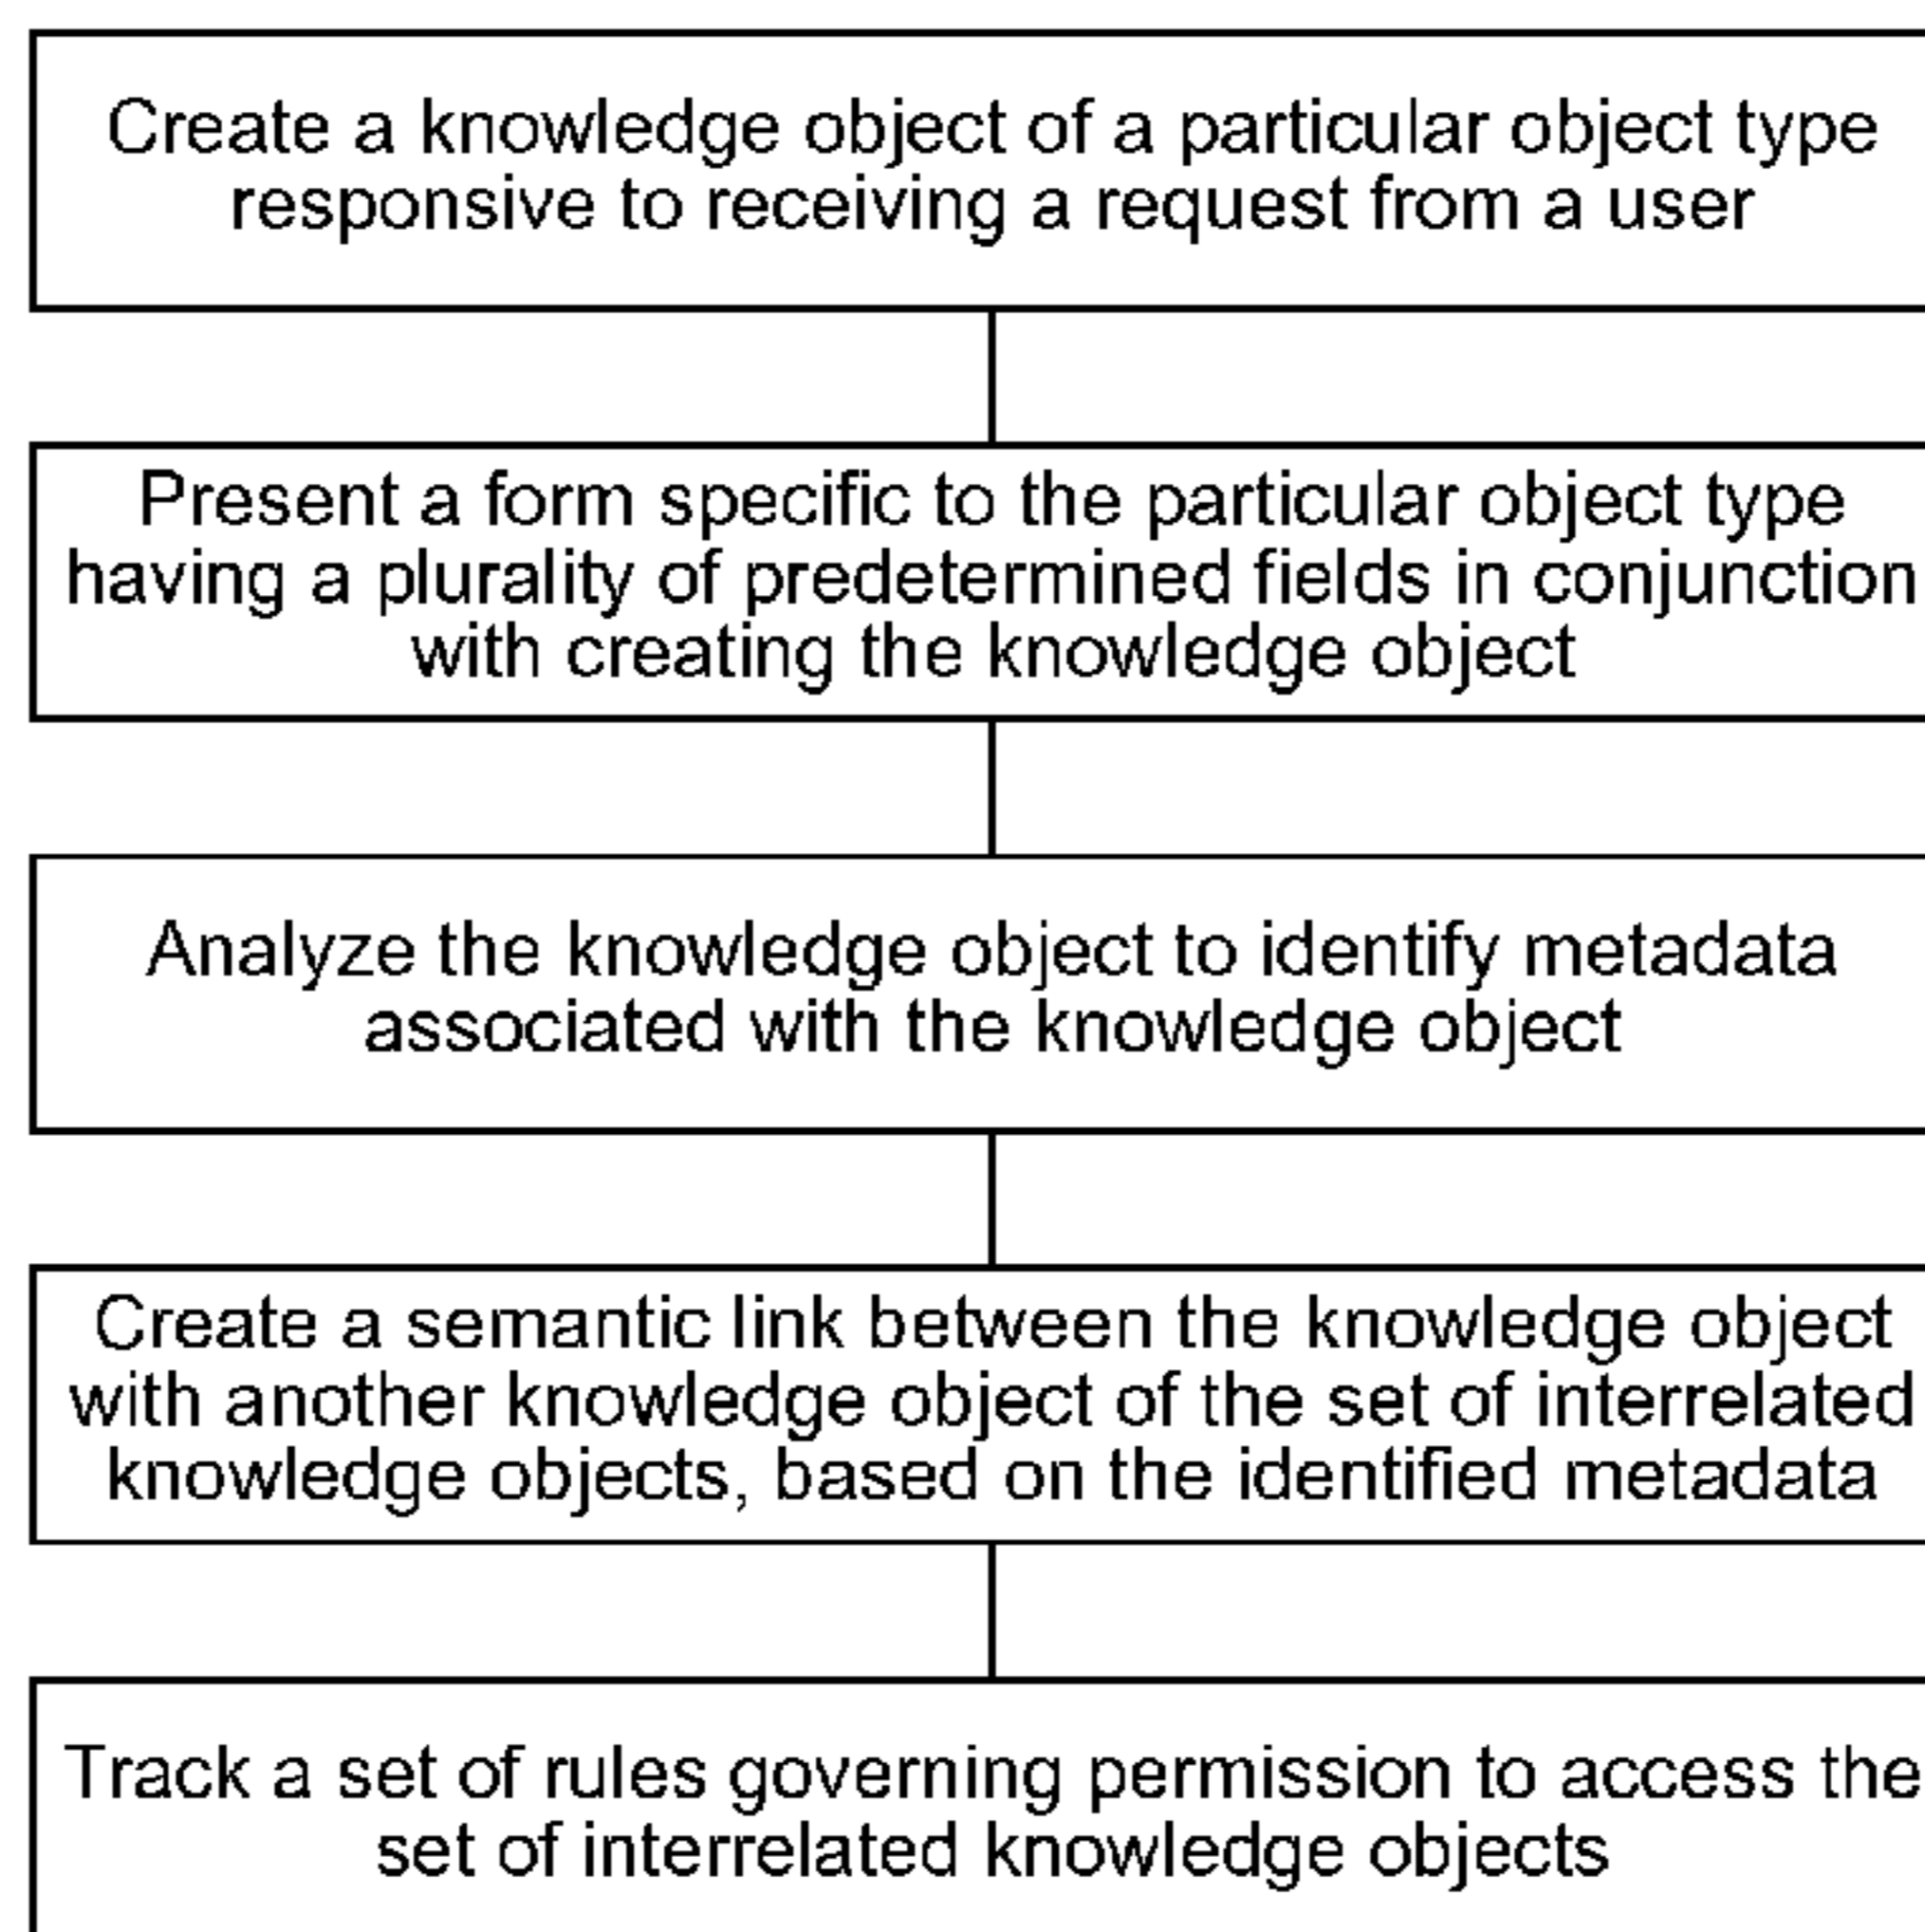 Create a knowledge object of a particular object type
responsive to receiving a request from a user
Present a form specific to the particular object type
having a plurality of predetermined fields in conjunction
with creating the knowledge object
Analyze the knowledge object to identify metadata
associated with the knowledge object
Create a semantic link between the knowledge object
with another knowledge object of the set of interrelated
knowledge objects, based on the identified metadata
Track a set of rules governing permission to access the
set of interrelated knowledge objects